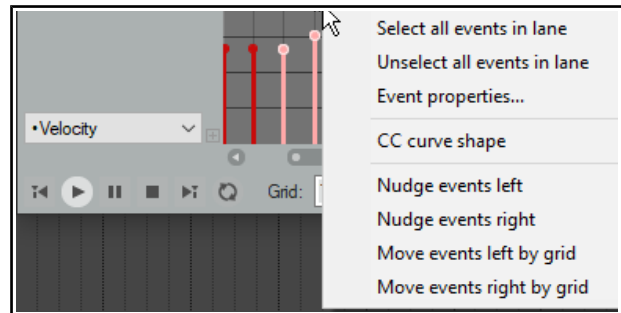 Select all events in lane
Unselect all events in lane
Event properties...
•Velocity
CC curve shape
Nudge events left
Grid:
Nudge events right
Move events left by grid
Move events right by grid